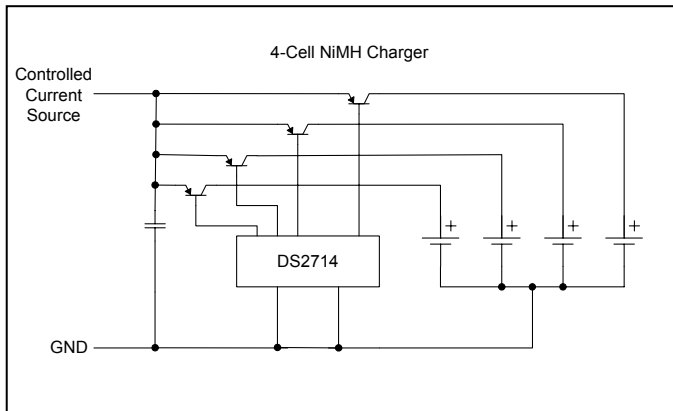 4-Cell NiMH Charger
Controlled
Current
Source
+
+
+
+
DS2714
GND